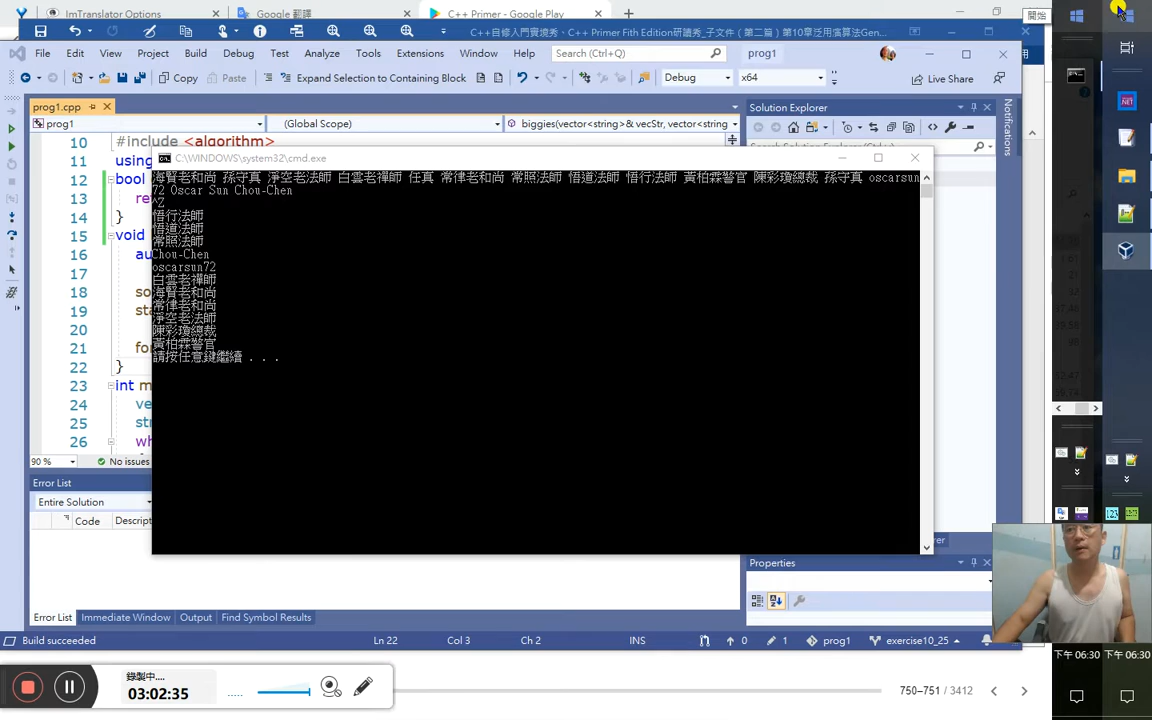 ImTranslator Options
Google 翻譯
C++ Primer - Google Play
開始
C++自修入門實境秀、C++ Primer Fith Edition研讀秀_子文件（第二篇）第10章泛用演算法Gen...
File Edit View Project Build Debug Test Analyze Tools Extensions Window Help Search (Ctrl+Q) prog1
Copy Paste Expand Selection to Containing Block Debug x64 Live Share
prog1.cpp
Solution Explorer
Notifications
prog1 (Global Scope) biggies(vector<string>& vecStr, vector<string
10 #include <algorithm>
11 using
12 bool
13 re
14 }
15 void
16 au
17
18 so
19 sta
20
21 for
22 }
23 int m
24 ve
25 str
26 wh
C:\WINDOWS\system32\cmd.exe
海賢老和尚 孫守真 淨空老法師 白雲老禪師 任真 常律老和尚 常照法師 悟道法師 悟行法師 黃柏霖警官 陳彩瓊總裁 孫守真 oscarsun
72 Oscar Sun Chou-Chen
^Z
悟行法師
悟道法師
常照法師
Chou-Chen
oscarsun72
白雲老禪師
海賢老和尚
常律老和尚
淨空老法師
陳彩瓊總裁
黃柏霖警官
請按任意鍵繼續 . . .
90 % No issues
Error List
Entire Solution
Code Descript
Properties
Error List Immediate Window Output Find Symbol Results
Build succeeded Ln 22 Col 3 Ch 2 INS 0 1 prog1 exercise10_25
下午 06:30 下午 06:30
錄製中....
03:02:35
750–751 / 3412